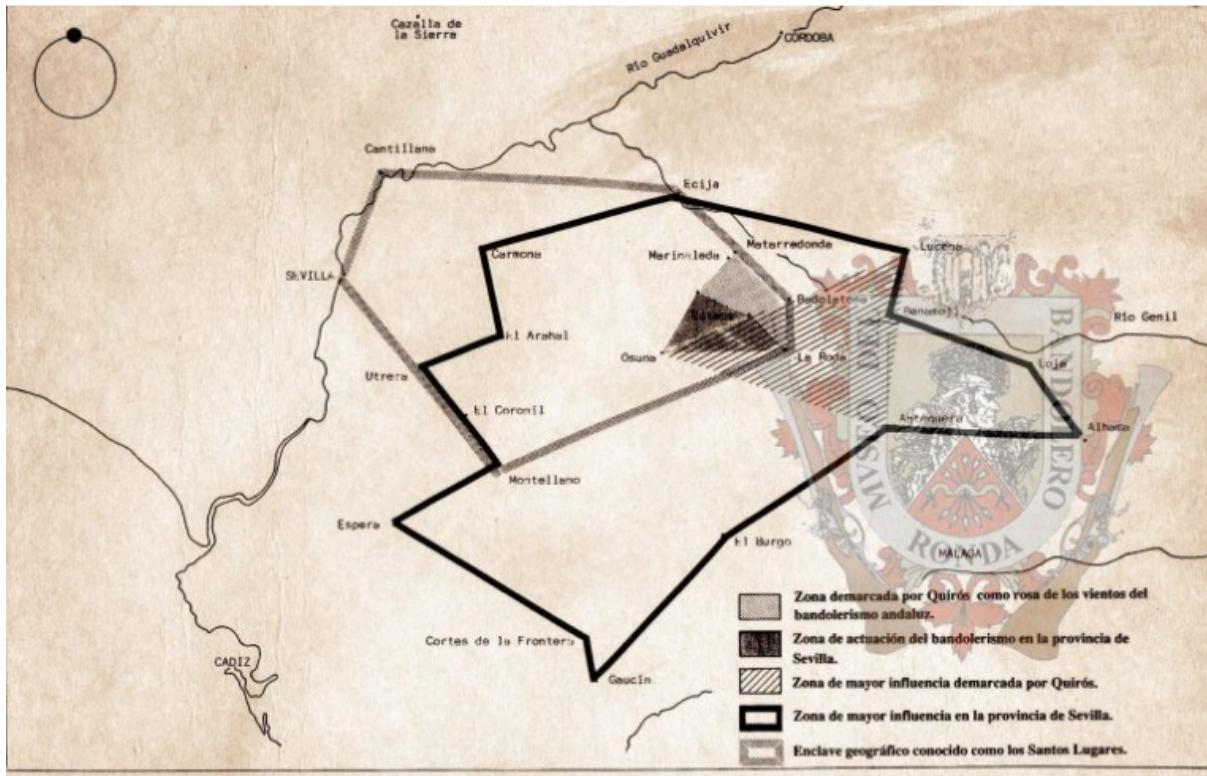 Cazalla de
la Sierra
Río Guadalquivir
CORDOBA
Cantillana
Ecija
Matarredonda
Lucena
Marinaleda
Carmona
SEVILLA
Badolatosa
Benamejí
Río Genil
Estepa
El Arahal
Osuna
La Roda
Loja
Utrera
El Coronil
Antequera
Alhama
Montellano
Espera
El Burgo
MUSEO DEL BANDOLERO
RONDA
MALAGA
Cortes de la Frontera
Gaucín
CADIZ
Zona demarcada por Quirós como rosa de los vientos del
bandolerismo andaluz.
Zona de actuación del bandolerismo en la provincia de
Sevilla.
Zona de mayor influencia demarcada por Quirós.
Zona de mayor influencia en la provincia de Sevilla.
Enclave geográfico conocido como los Santos Lugares.